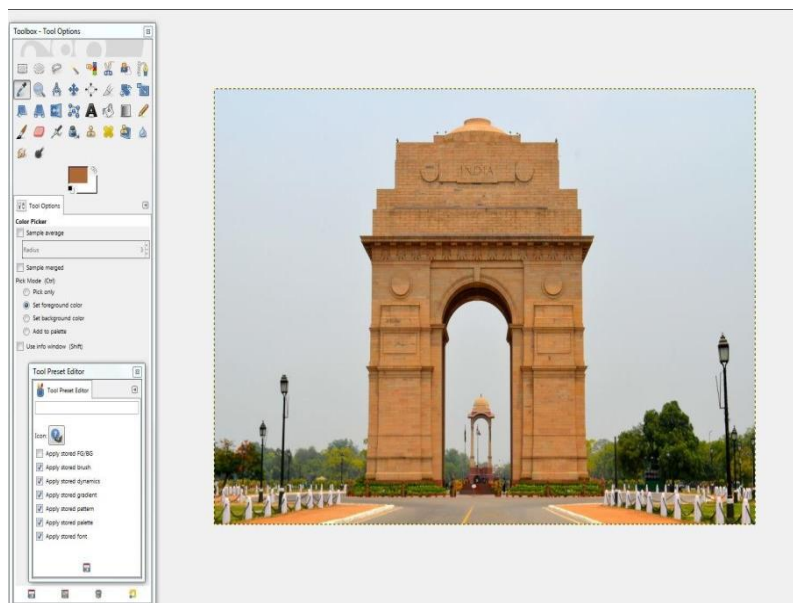 Toolbox - Tool Options
Tool Options
Color Picker
Sample average
Radius 3
Sample merged
Pick Mode (Ctrl)
Pick only
Set foreground color
Set background color
Add to palette
Use info window (Shift)
Tool Preset Editor
Tool Preset Editor
Icon:
Apply stored FG/BG
Apply stored brush
Apply stored dynamics
Apply stored gradient
Apply stored pattern
Apply stored palette
Apply stored font
INDIA